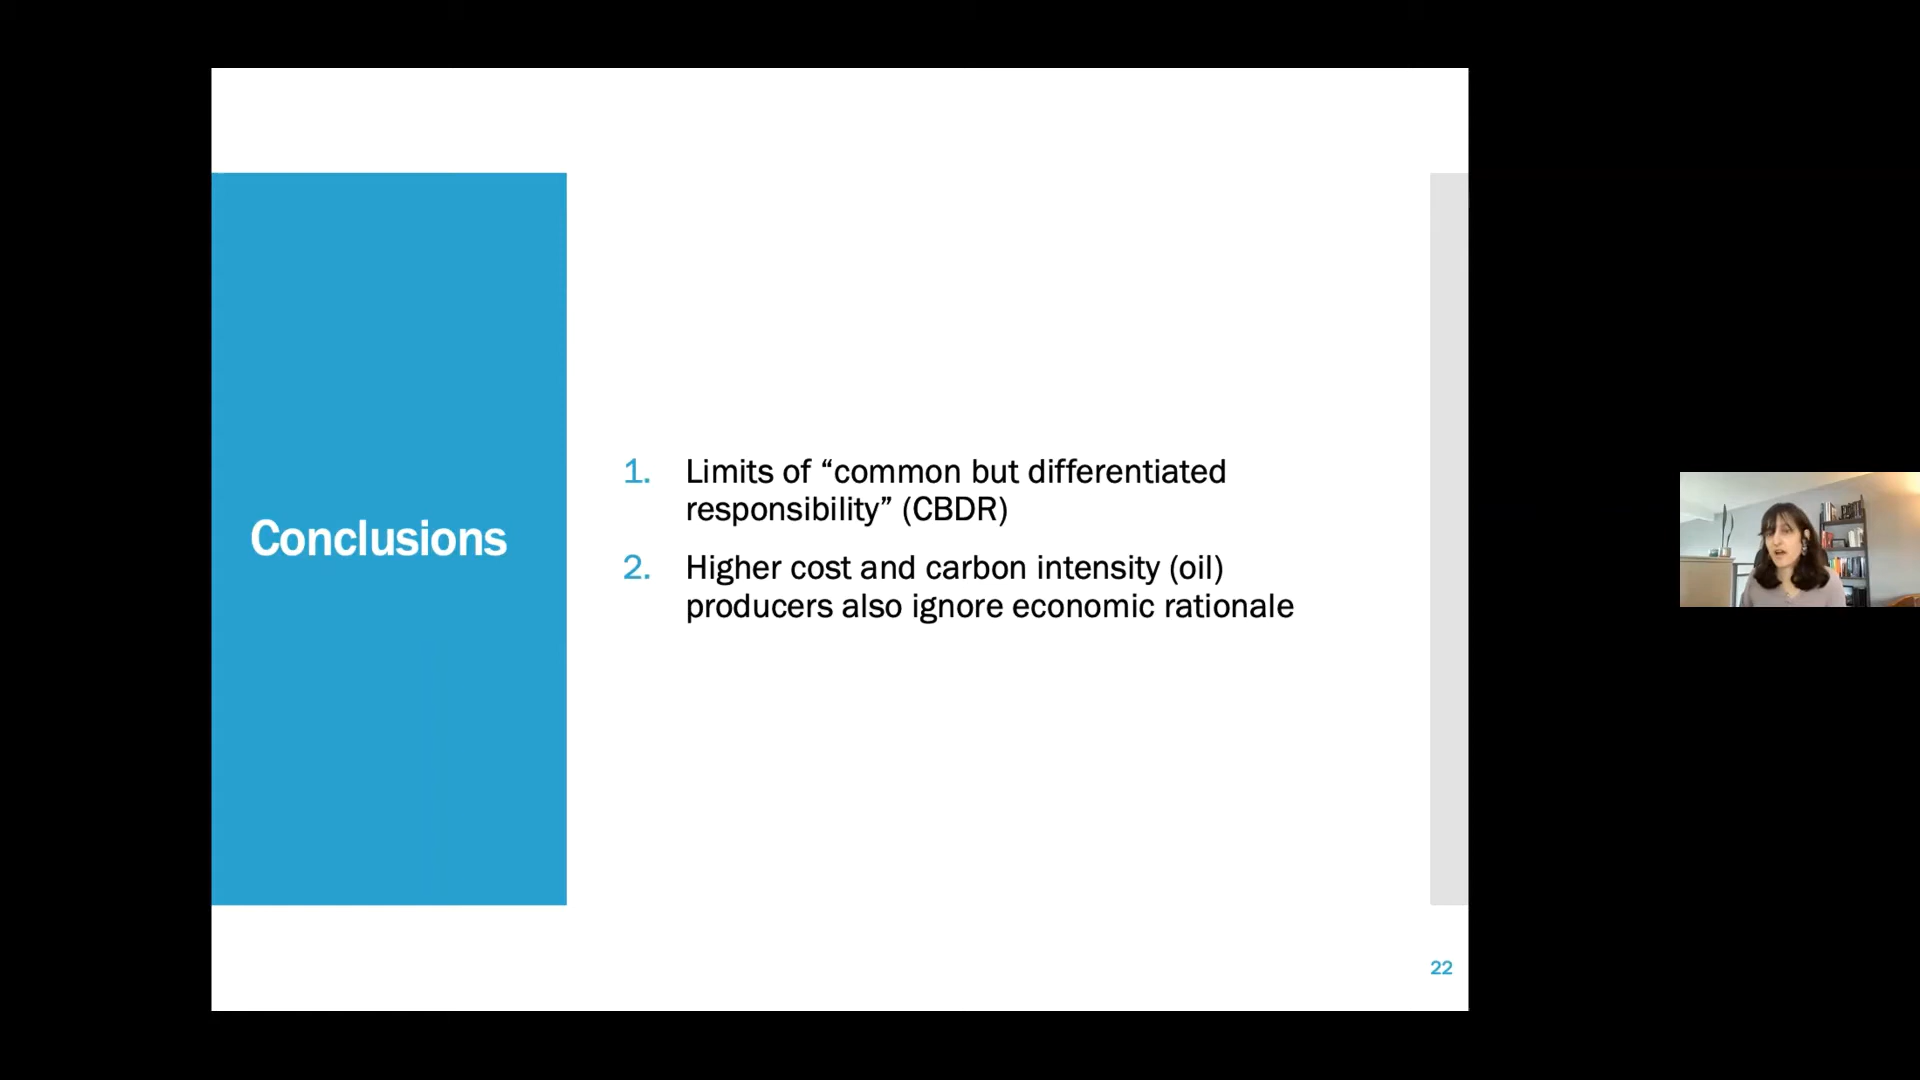 Conclusions
1. Limits of “common but differentiated
responsibility” (CBDR)
2. Higher cost and carbon intensity (oil)
producers also ignore economic rationale
22